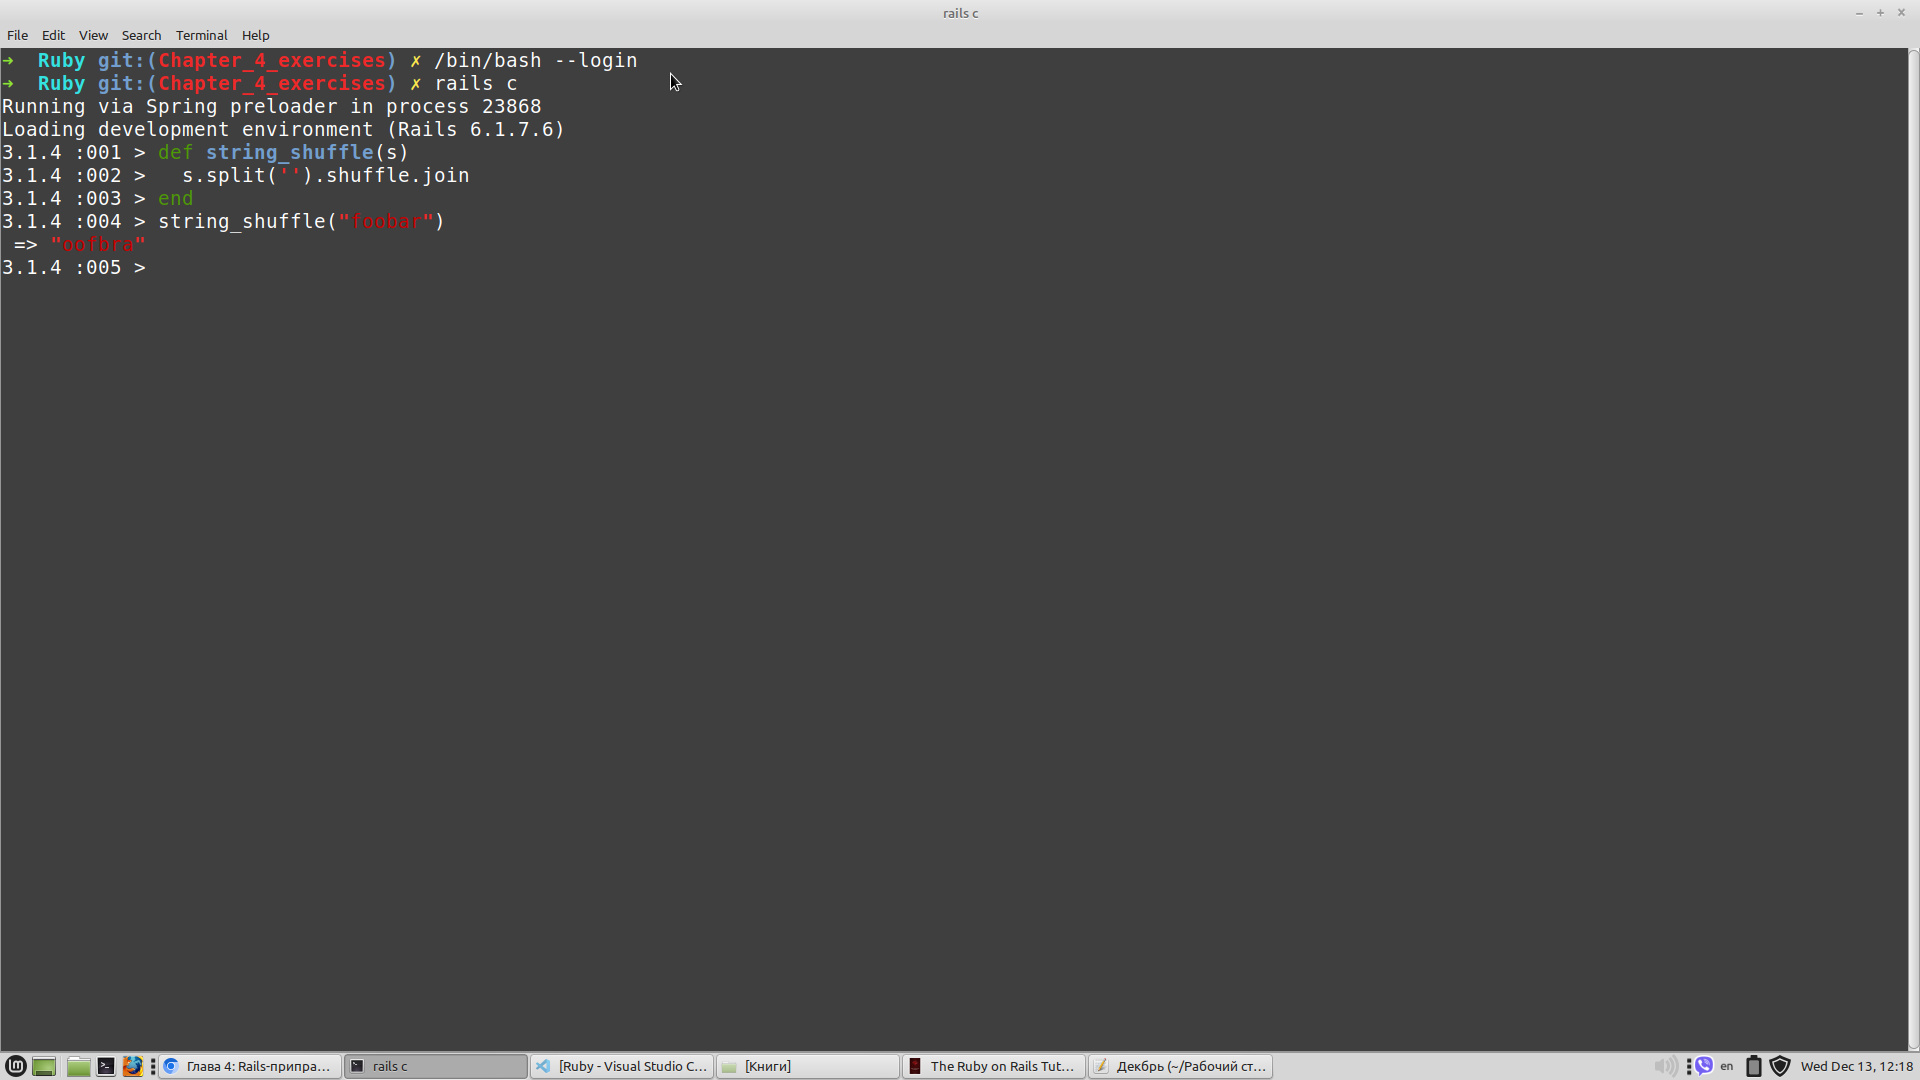 rails c
File Edit View Search Terminal Help
➜ Ruby git:(Chapter_4_exercises) ✗ /bin/bash --login
➜ Ruby git:(Chapter_4_exercises) ✗ rails c
Running via Spring preloader in process 23868
Loading development environment (Rails 6.1.7.6)
3.1.4 :001 > def string_shuffle(s)
3.1.4 :002 >   s.split('').shuffle.join
3.1.4 :003 > end
3.1.4 :004 > string_shuffle("foobar")
 => "oofbra"
3.1.4 :005 >
Глава 4: Rails-припра... rails c [Ruby - Visual Studio C... [Книги] The Ruby on Rails Tut... Декбрь (~/Рабочий ст... en Wed Dec 13, 12:18